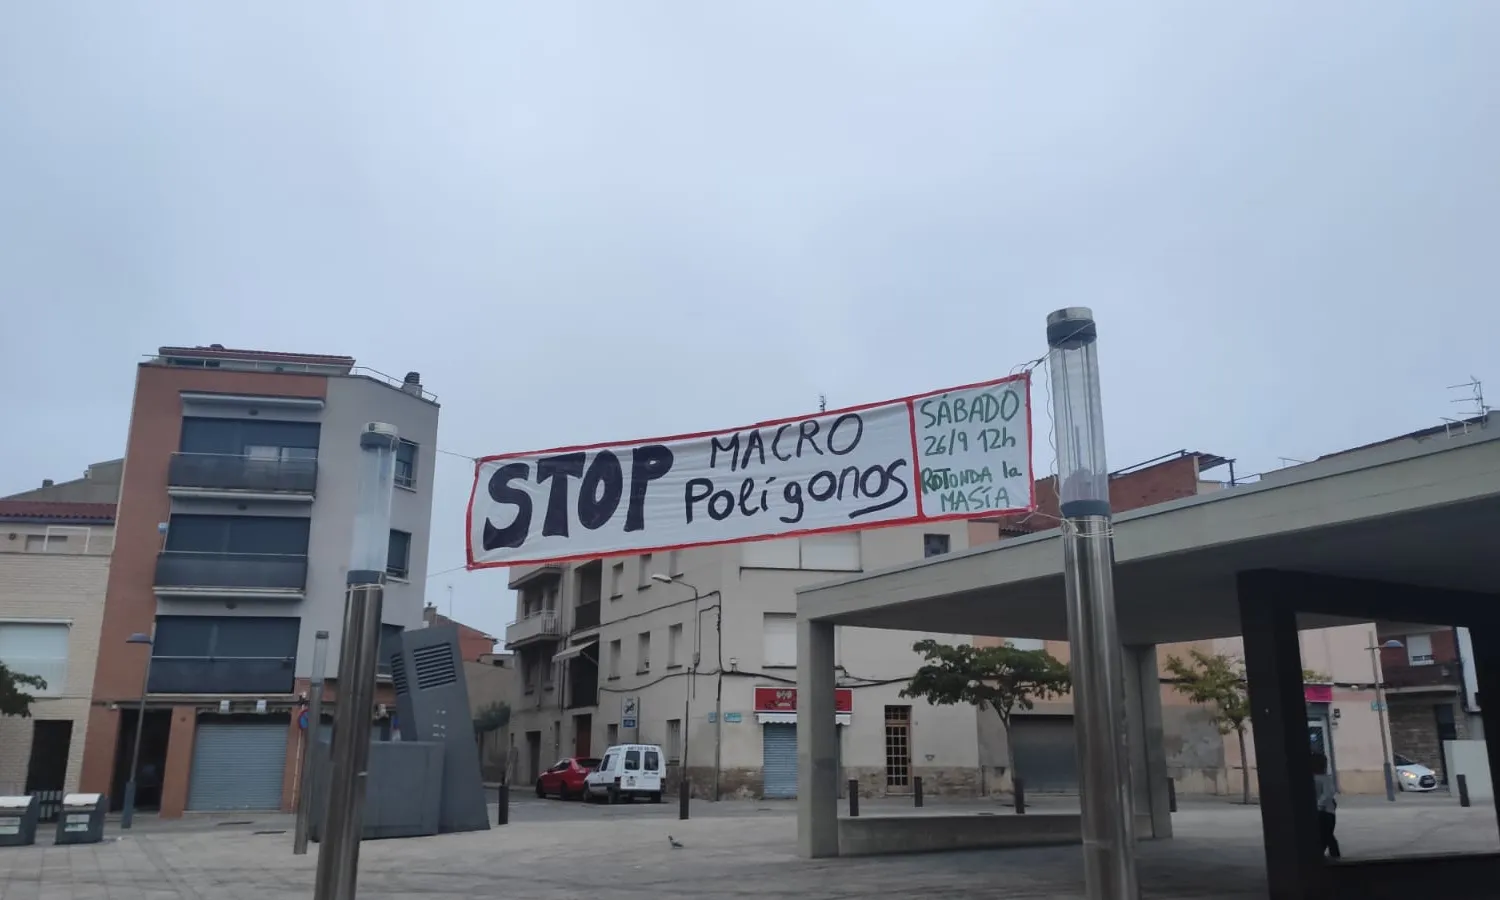 STOP
MACRO
Polígonos
SÁBADO
26/9 12h
ROTONDA la
MASÍA